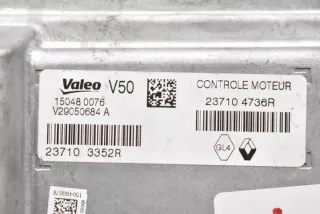 Valeo V50
15048 0076
V29050684 A
23710 3352R
CONTROLE MOTEUR
23710 4736R
GL4